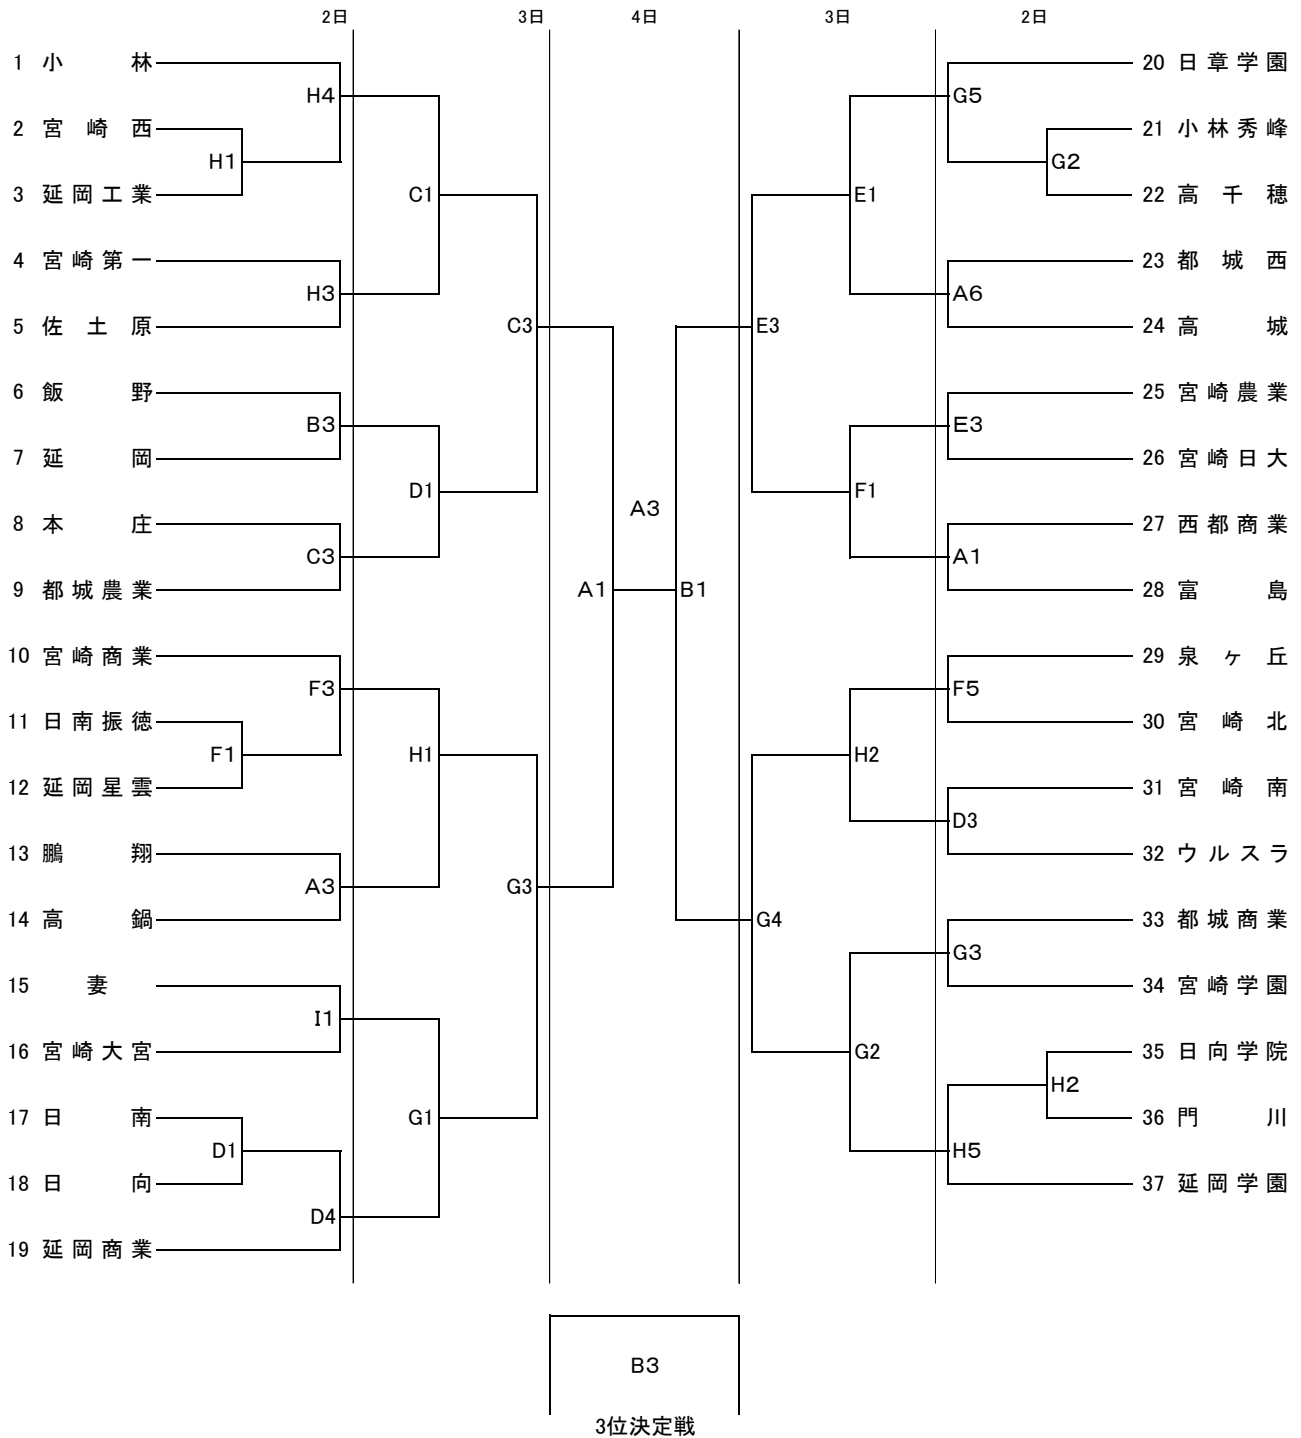 2日 3日 4日 3日 2日
1 小林 20 日章学園
H4 G5
2 宮崎西 21 小林秀峰
H1 G2
3 延岡工業 C1 E1 22 高千穂
4 宮崎第一 23 都城西
H3 A6
5 佐土原 C3 E3 24 高城
6 飯野 25 宮崎農業
B3 E3
7 延岡 26 宮崎日大
D1 F1
A3
8 本庄 27 西都商業
C3 A1
9 都城農業 A1 B1 28 富島
10 宮崎商業 29 泉ヶ丘
F3 F5
11 日南振徳 30 宮崎北
F1 H1 H2
12 延岡星雲 31 宮崎南
D3
13 鵬翔 32 ウルスラ
A3 G3
14 高鍋 G4 33 都城商業
G3
15 妻 34 宮崎学園
I1
16 宮崎大宮 G2 35 日向学院
H2
17 日南 G1 36 門川
D1 H5
18 日向 37 延岡学園
D4
19 延岡商業
B3
3位決定戦